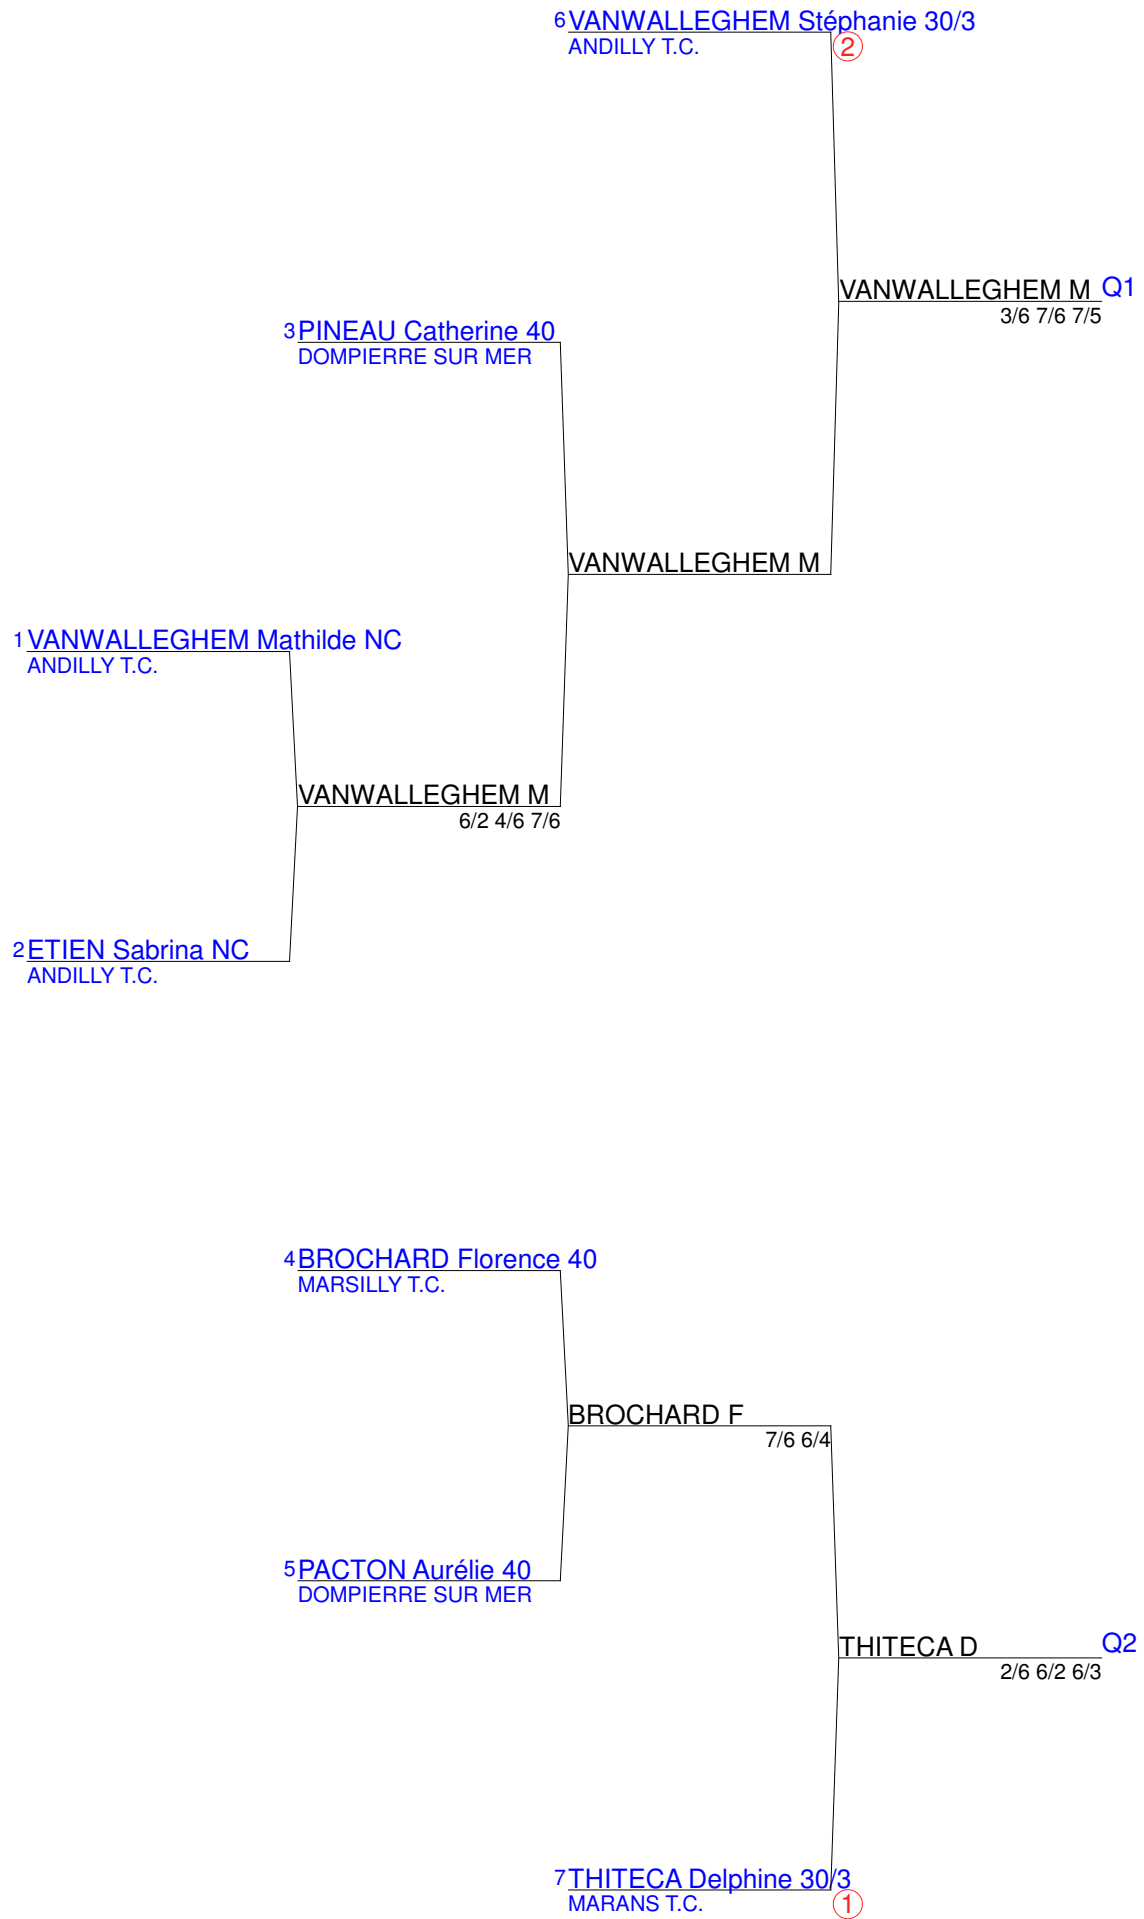 6 VANWALLEGHEM Stéphanie 30/3
ANDILLY T.C.
2
VANWALLEGHEM M Q1
3/6 7/6 7/5
3 PINEAU Catherine 40
DOMPIERRE SUR MER
VANWALLEGHEM M
1 VANWALLEGHEM Mathilde NC
ANDILLY T.C.
VANWALLEGHEM M
6/2 4/6 7/6
2 ETIEN Sabrina NC
ANDILLY T.C.
4 BROCHARD Florence 40
MARSILLY T.C.
BROCHARD F
7/6 6/4
5 PACTON Aurélie 40
DOMPIERRE SUR MER
THITECA D Q2
2/6 6/2 6/3
7 THITECA Delphine 30/3
MARANS T.C.
1